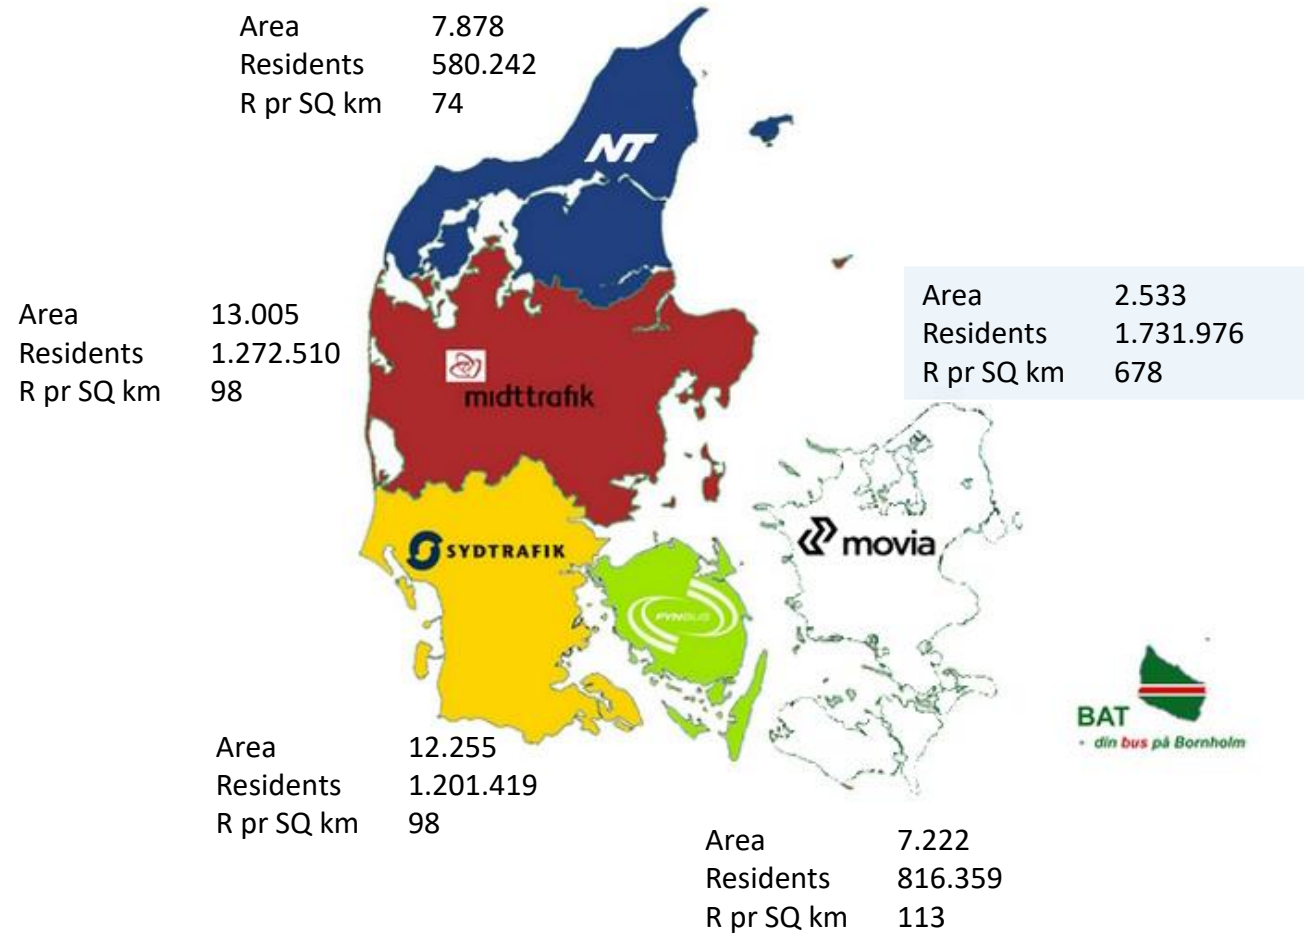 Area 7.878
Residents 580.242
R pr SQ km 74
NT
Area 13.005
Residents 1.272.510
R pr SQ km 98
midttrafik
Area 2.533
Residents 1.731.976
R pr SQ km 678
SYDTRAFIK
movia
FYNBUS
BAT
- din bus på Bornholm
Area 12.255
Residents 1.201.419
R pr SQ km 98
Area 7.222
Residents 816.359
R pr SQ km 113